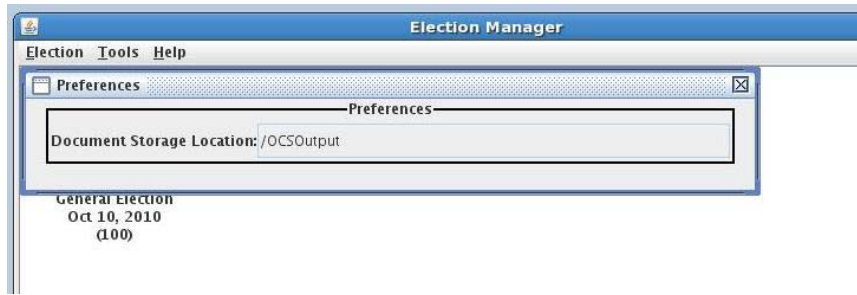 Election Manager
Election Tools Help
Preferences
Preferences
Document Storage Location: /OCSOutput
General Election
Oct 10, 2010
(100)